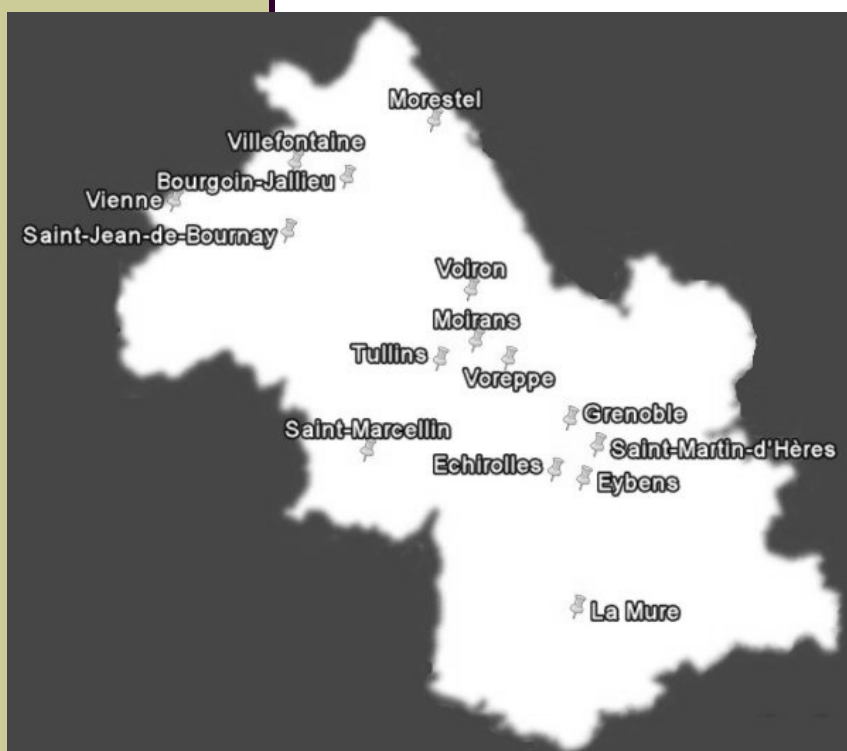 Morestel
Villefontaine
Bourgoin-Jallieu
Vienne
Saint-Jean-de-Bournay
Voiron
Moirans
Tullins
Voreppe
Grenoble
Saint-Marcellin
Saint-Martin-d'Hères
Echirolles
Eybens
La Mure